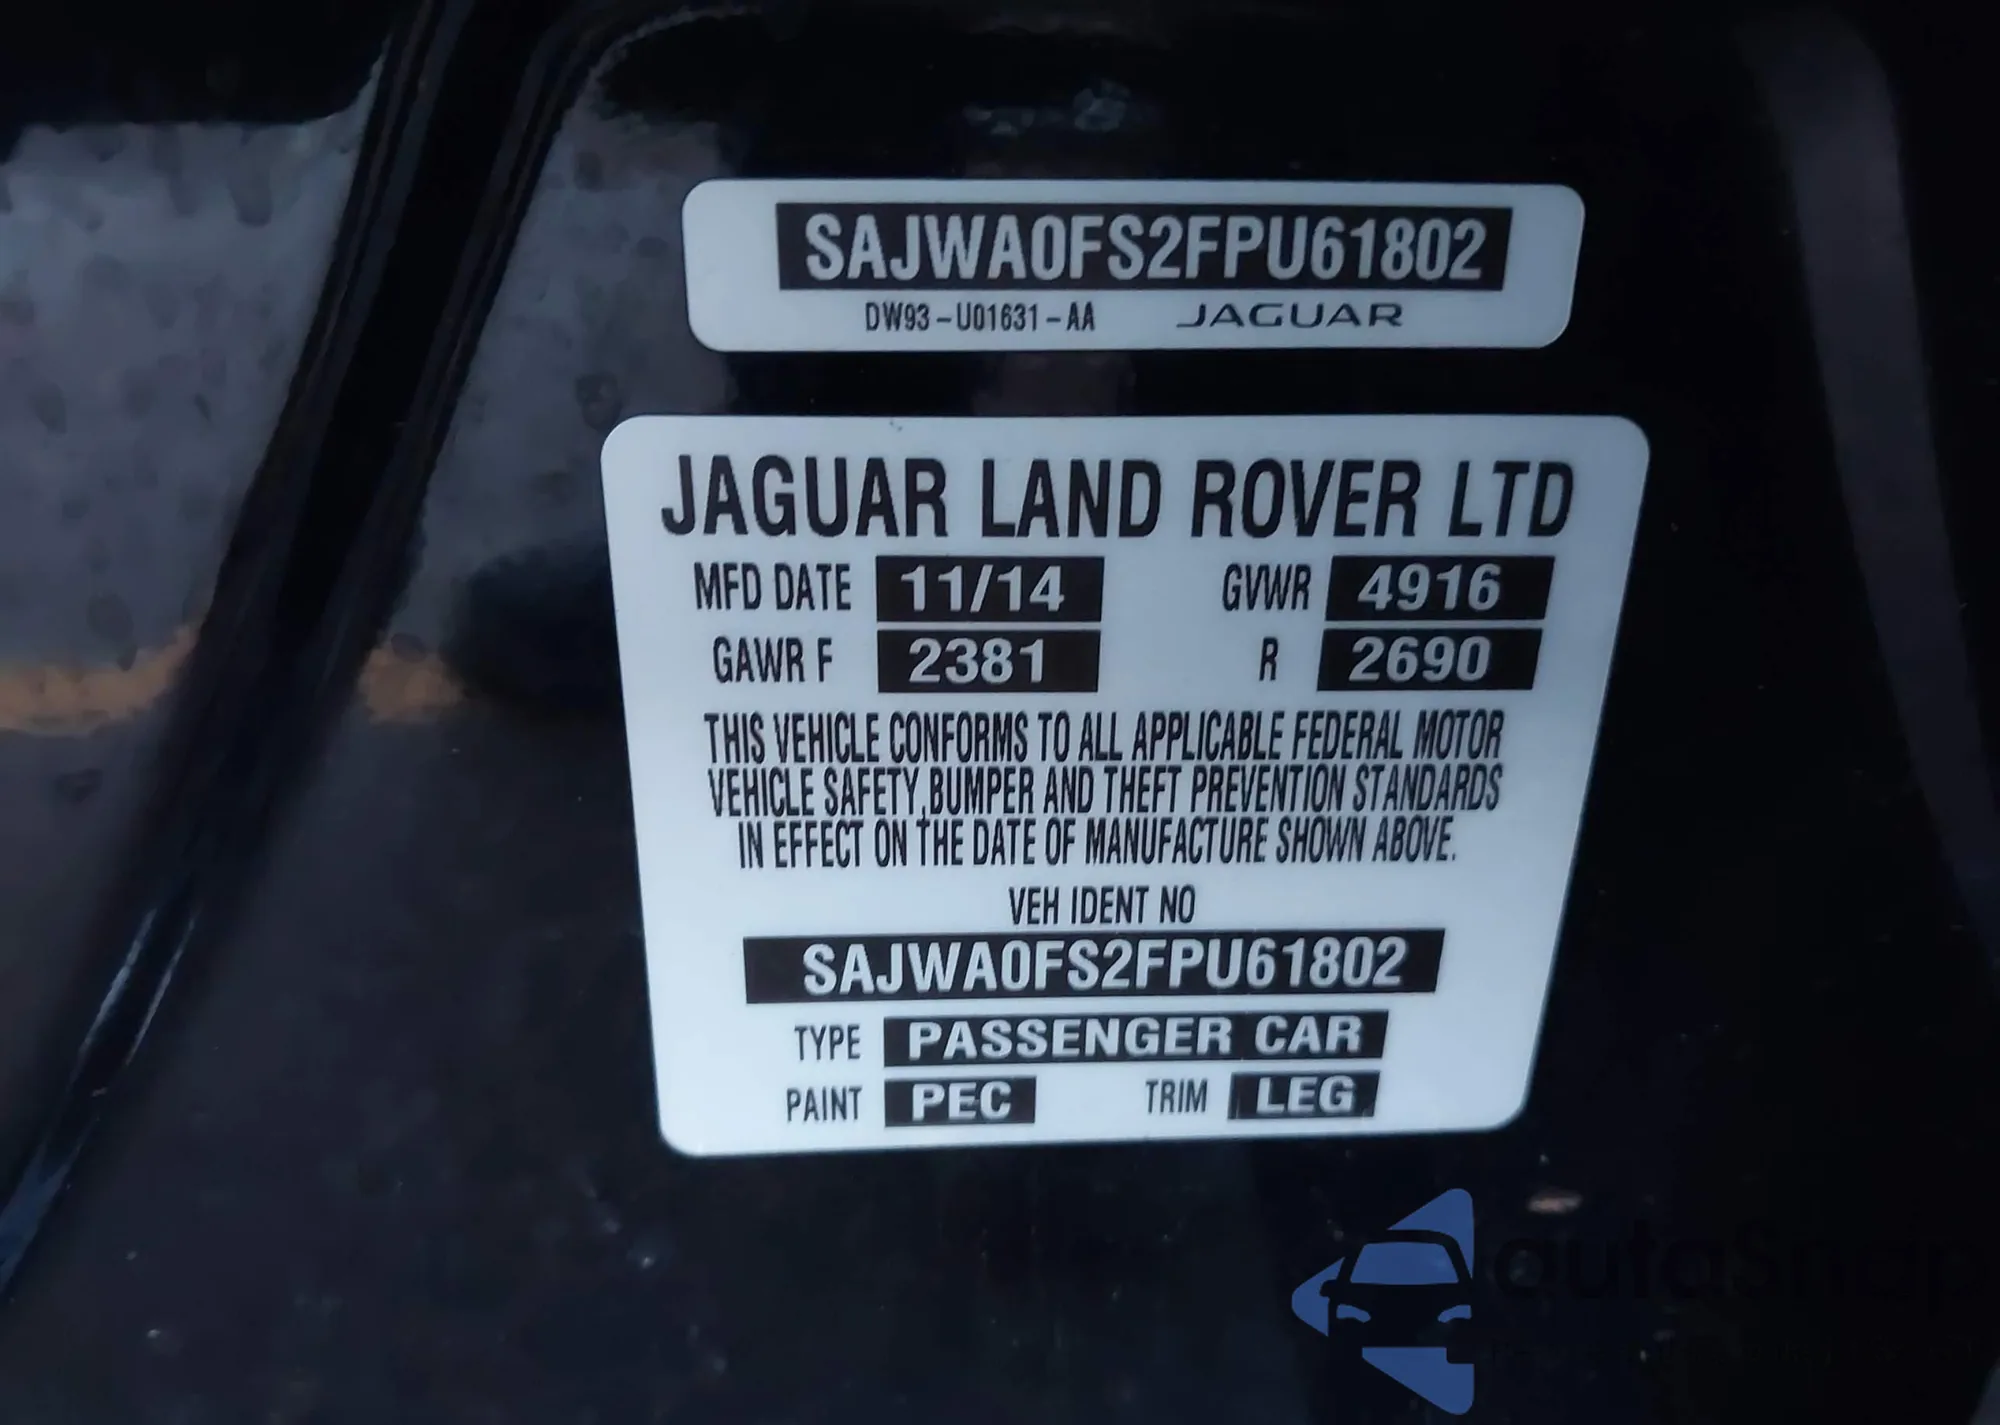 SAJWA0FS2FPU61802
DW93-U01631-AA JAGUAR
JAGUAR LAND ROVER LTD
MFD DATE 11/14 GVWR 4916
GAWR F 2381 R 2690
THIS VEHICLE CONFORMS TO ALL APPLICABLE FEDERAL MOTOR
VEHICLE SAFETY,BUMPER AND THEFT PREVENTION STANDARDS
IN EFFECT ON THE DATE OF MANUFACTURE SHOWN ABOVE.
VEH IDENT NO
SAJWA0FS2FPU61802
TYPE PASSENGER CAR
PAINT PEC TRIM LEG